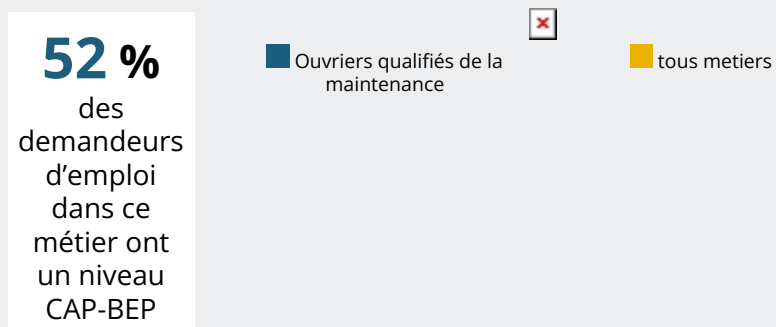 52 %
des
demandeurs
d'emploi
dans ce
métier ont
un niveau
CAP-BEP
Ouvriers qualifiés de la
maintenance
tous metiers